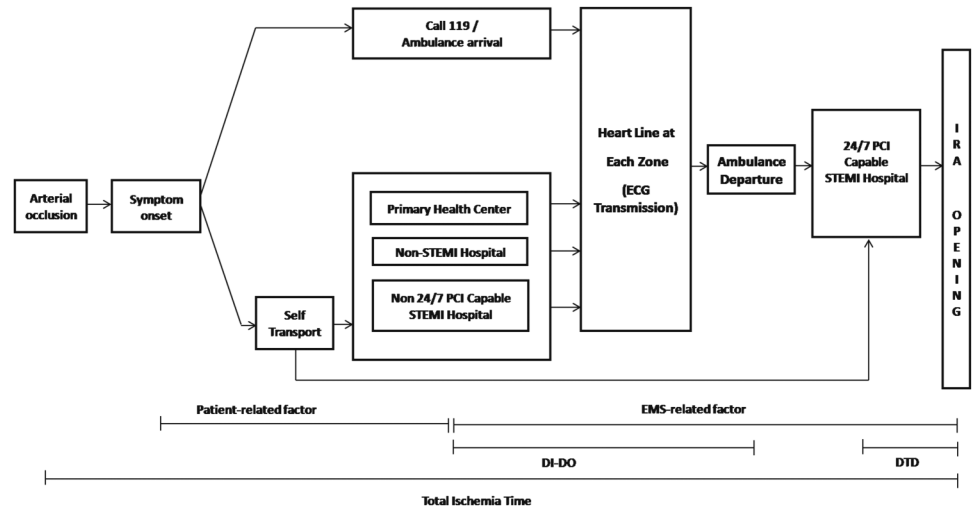 Call 119 /
Ambulance arrival
Heart Line at
Each Zone
(ECG
Transmission)
Ambulance
Departure
24/7 PCI
Capable
STEMI Hospital
IRA OPENING
Arterial
occlusion
Symptom
onset
Primary Health Center
Non-STEMI Hospital
Non 24/7 PCI Capable
STEMI Hospital
Self
Transport
Patient-related factor
EMS-related factor
DI-DO
DTD
Total Ischemia Time